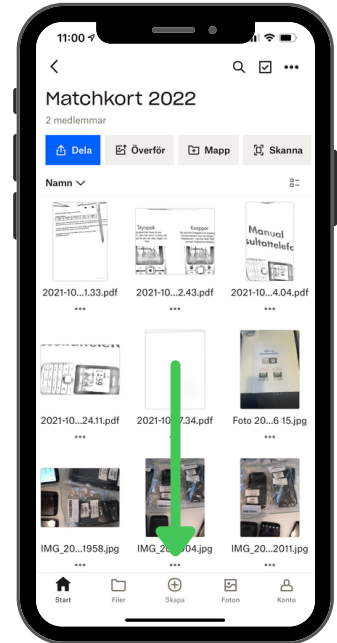 11:00
Matchkort 2022
2 medlemmar
Dela Överför Mapp Skanna
Namn
Slynpok Knappar
Manual
sultattelefo
2021-10...1.33.pdf 2021-10...2.43.pdf 2021-10...4.04.pdf
2021-10...24.11.pdf 2021-10 7.34.pdf Foto 20...6 15.jpg
IMG_20...1958.jpg IMG_20 04.jpg IMG_20...2011.jpg
Start Filer Skapa Foton Konto